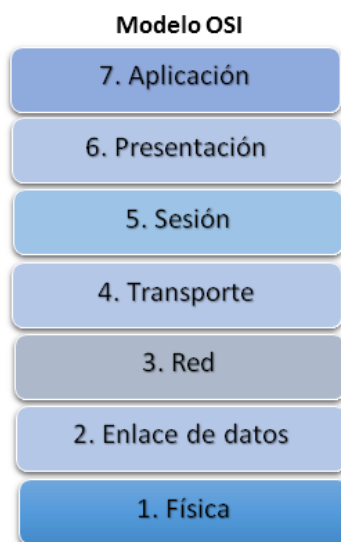 Modelo OSI
7. Aplicación
6. Presentación
5. Sesión
4. Transporte
3. Red
2. Enlace de datos
1. Física